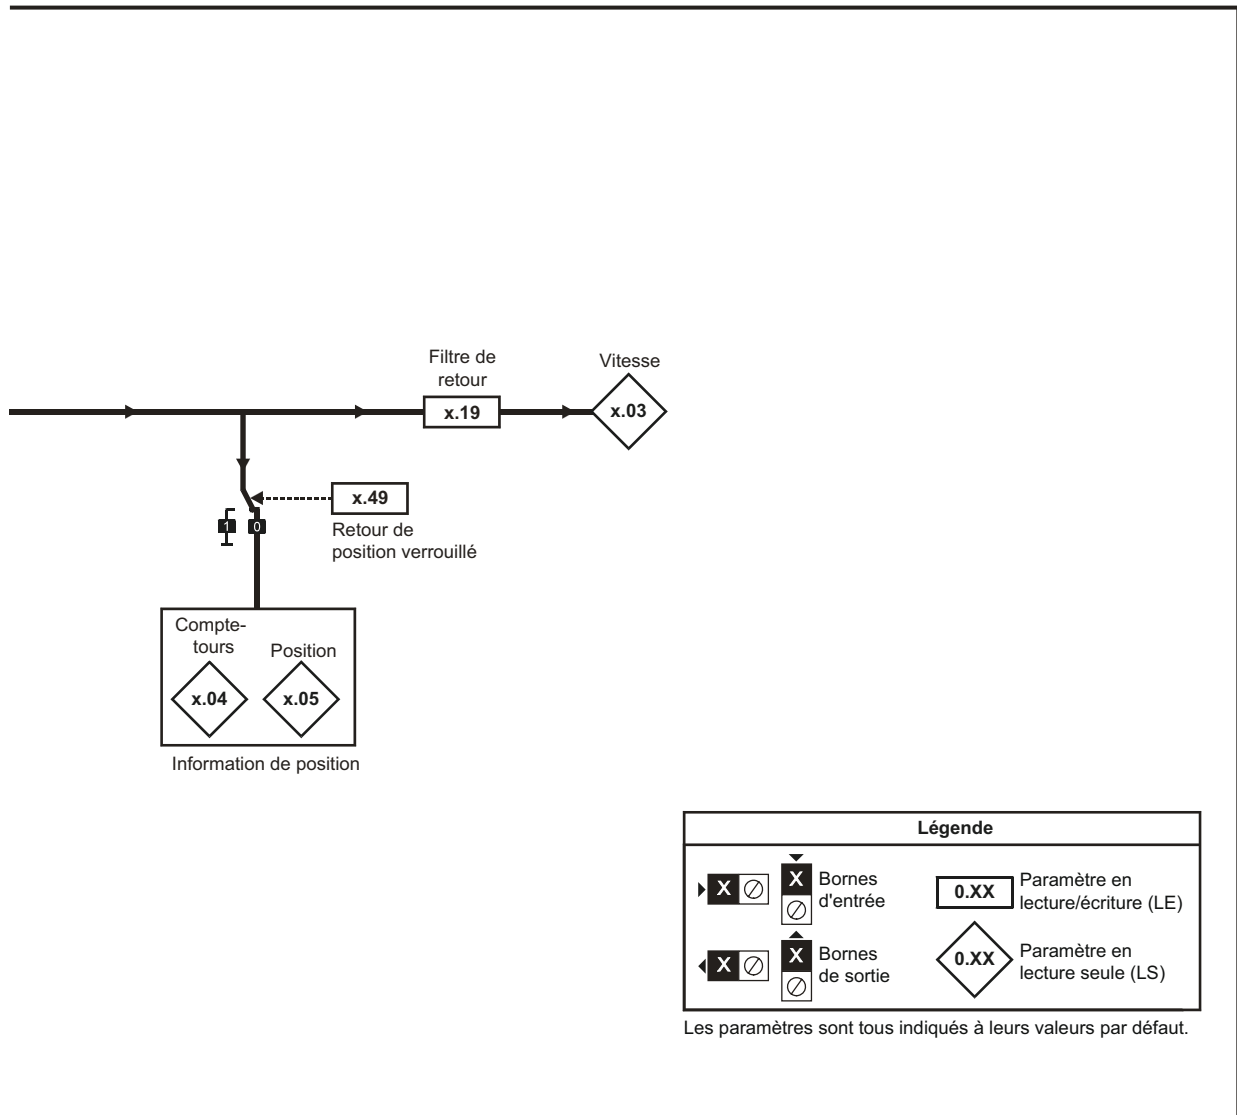 Filtre de
retour
Vitesse
x.19
x.03
x.49
1
0
Retour de
position verrouillé
Compte-
tours
Position
x.04
x.05
Information de position
Légende
X
X
Bornes
d'entrée
0.XX
Paramètre en
lecture/écriture (LE)
X
X
Bornes
de sortie
0.XX
Paramètre en
lecture seule (LS)
Les paramètres sont tous indiqués à leurs valeurs par défaut.